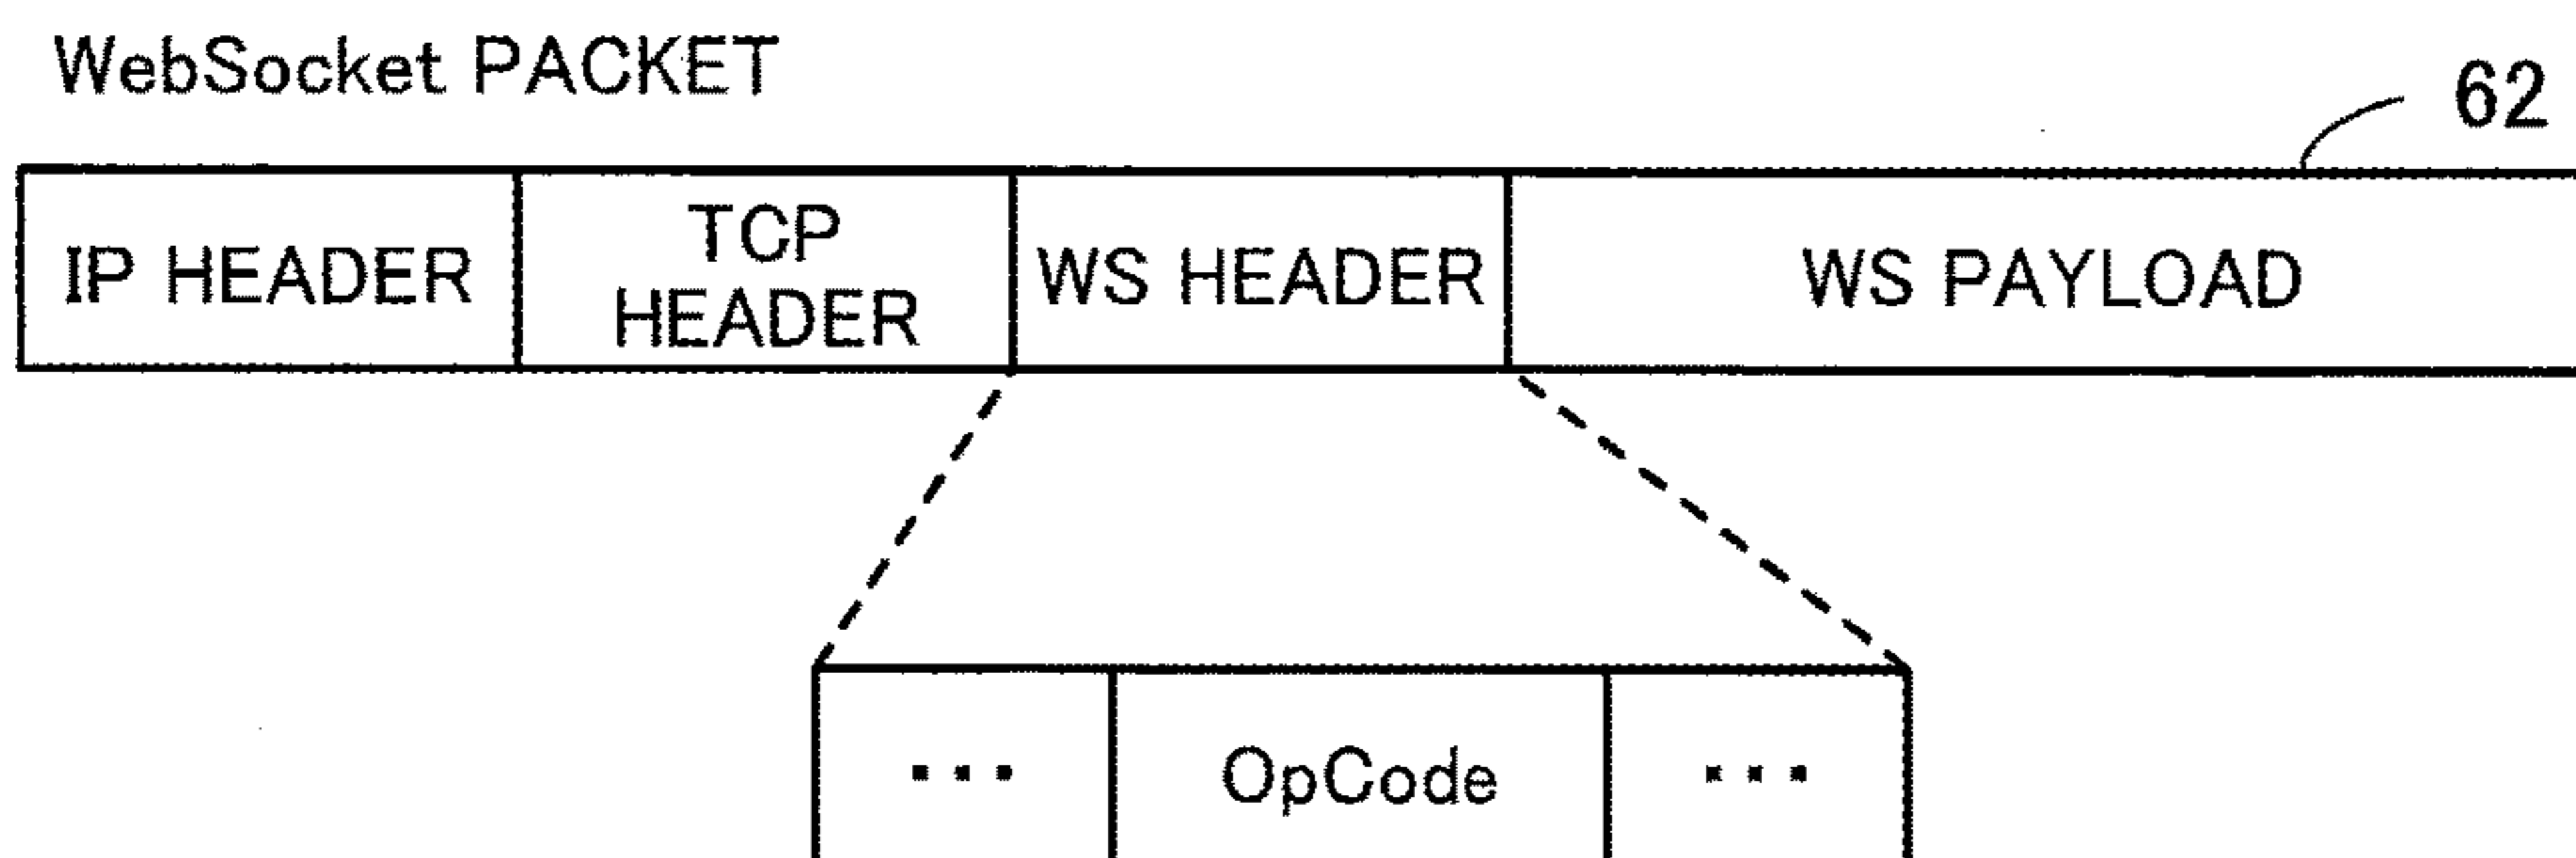 WebSocket PACKET
62
IP HEADER
TCP
HEADER
WS HEADER
WS PAYLOAD
... OpCode ...